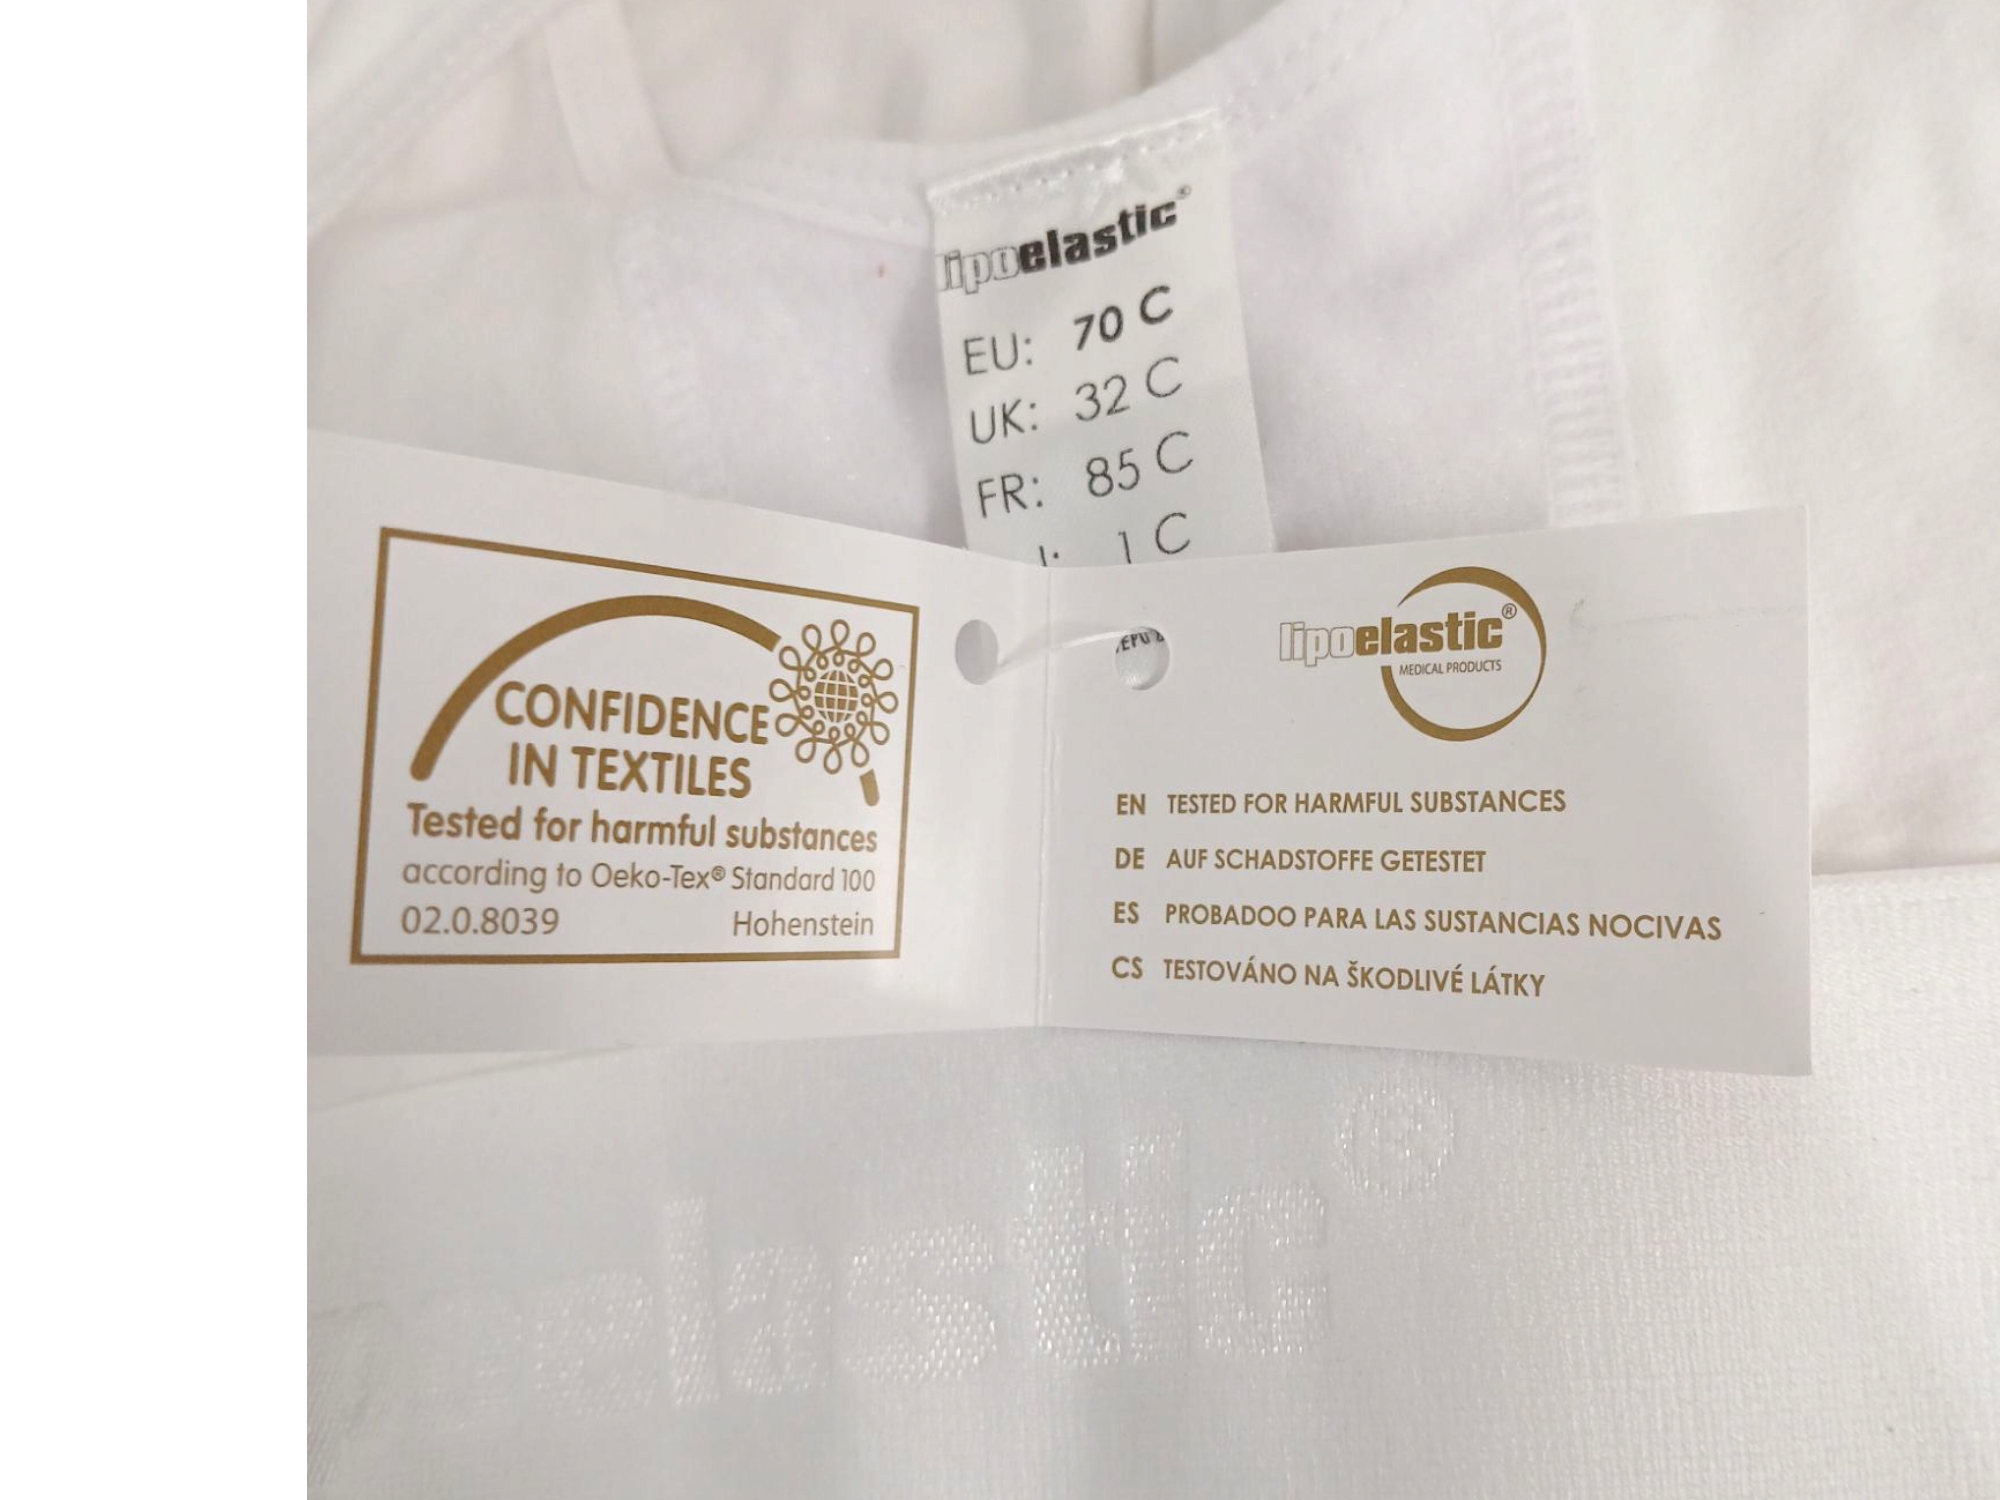 lipoelastic®
EU: 70 C
UK: 32 C
FR: 85 C
I: 1 C
CONFIDENCE
IN TEXTILES
Tested for harmful substances
according to Oeko-Tex® Standard 100
02.0.8039 Hohenstein
lipoelastic®
MEDICAL PRODUCTS
EN TESTED FOR HARMFUL SUBSTANCES
DE AUF SCHADSTOFFE GETESTET
ES PROBADOO PARA LAS SUSTANCIAS NOCIVAS
CS TESTOVÁNO NA ŠKODLIVÉ LÁTKY
elastic®